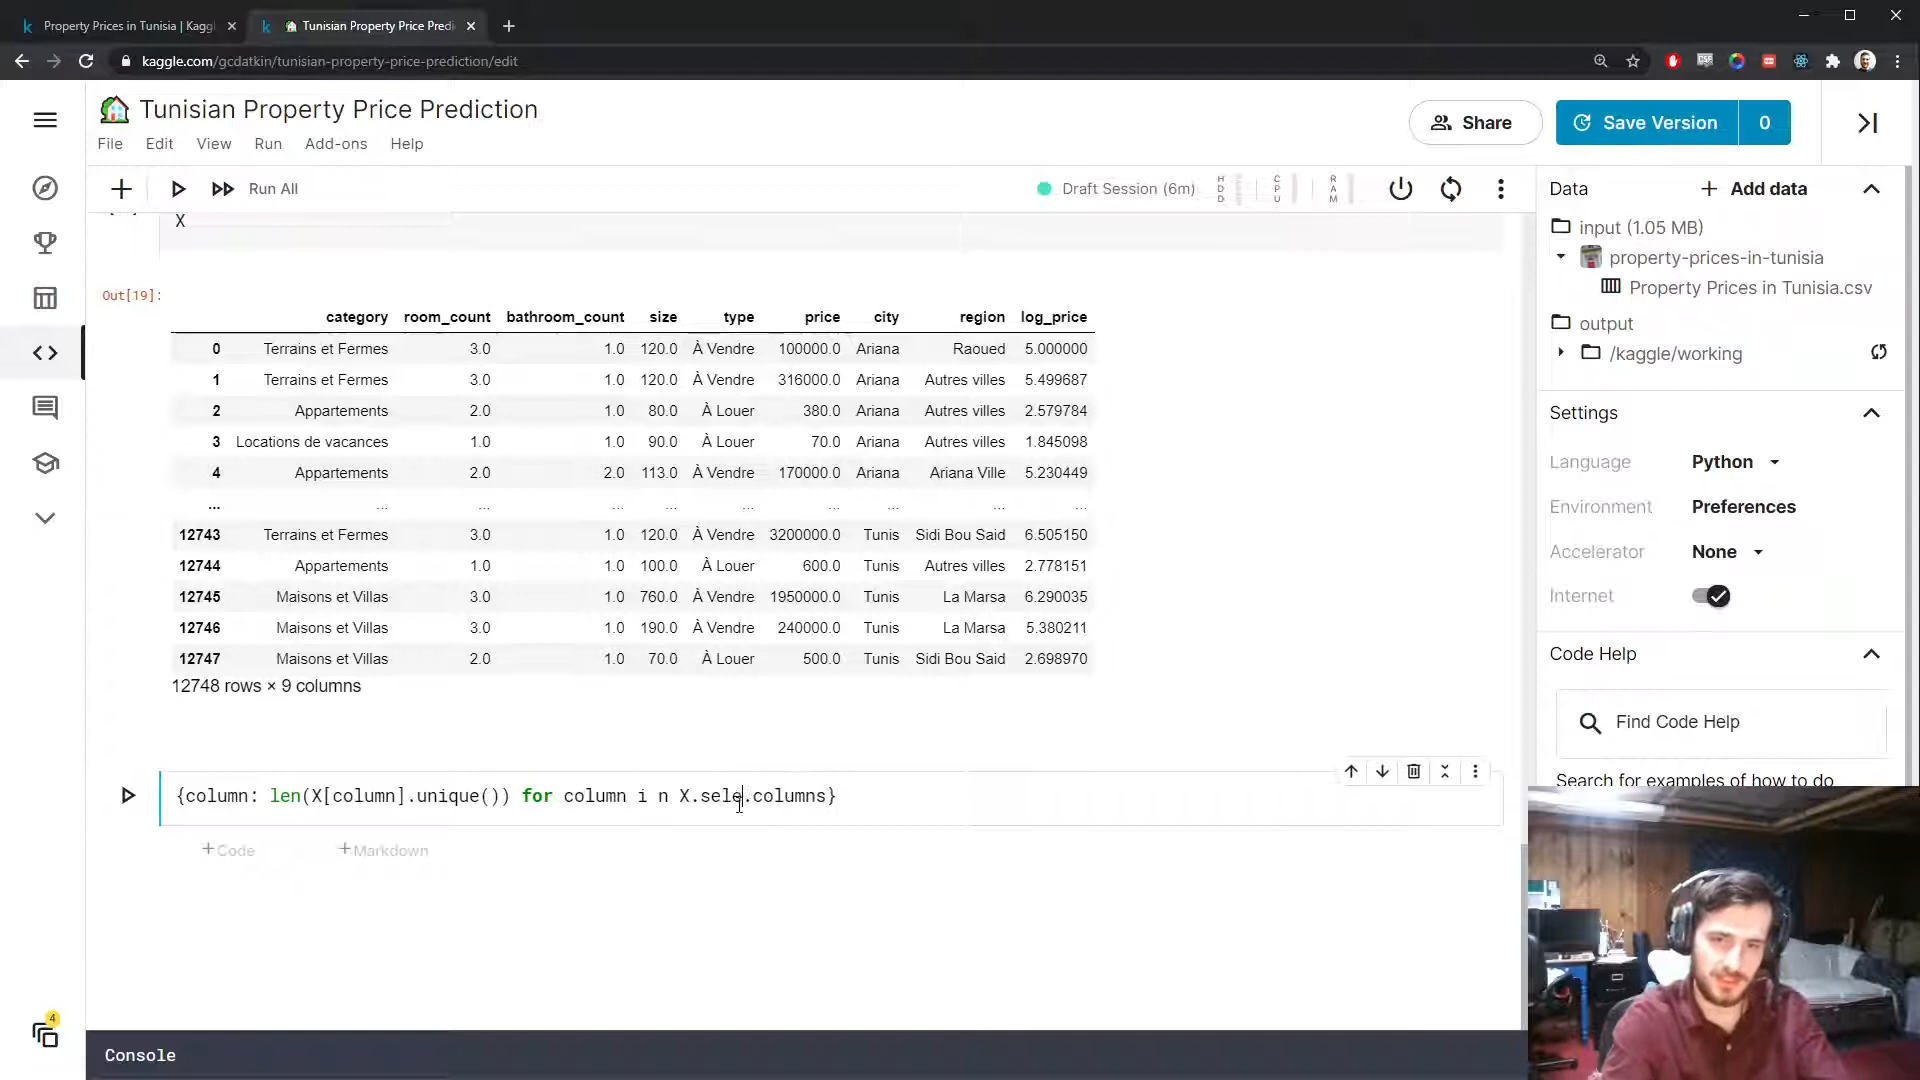 Property Prices in Tunisia | Kaggl
Tunisian Property Price Predi
kaggle.com/gcdatkin/tunisian-property-price-prediction/edit
Tunisian Property Price Prediction
File Edit View Run Add-ons Help
Share
Save Version 0
Run All
Draft Session (6m)
HDD
CPU
RAM
X
Out[19]:
category room_count bathroom_count size type price city region log_price
0 Terrains et Fermes 3.0 1.0 120.0 À Vendre 100000.0 Ariana Raoued 5.000000
1 Terrains et Fermes 3.0 1.0 120.0 À Vendre 316000.0 Ariana Autres villes 5.499687
2 Appartements 2.0 1.0 80.0 À Louer 380.0 Ariana Autres villes 2.579784
3 Locations de vacances 1.0 1.0 90.0 À Louer 70.0 Ariana Autres villes 1.845098
4 Appartements 2.0 2.0 113.0 À Vendre 170000.0 Ariana Ariana Ville 5.230449
... ... ... ... ... ... ... ... ... ...
12743 Terrains et Fermes 3.0 1.0 120.0 À Vendre 3200000.0 Tunis Sidi Bou Said 6.505150
12744 Appartements 1.0 1.0 100.0 À Louer 600.0 Tunis Autres villes 2.778151
12745 Maisons et Villas 3.0 1.0 760.0 À Vendre 1950000.0 Tunis La Marsa 6.290035
12746 Maisons et Villas 3.0 1.0 190.0 À Vendre 240000.0 Tunis La Marsa 5.380211
12747 Maisons et Villas 2.0 1.0 70.0 À Louer 500.0 Tunis Sidi Bou Said 2.698970
12748 rows × 9 columns
{column: len(X[column].unique()) for column i n X.sele.columns}
+Code +Markdown
4
Console
Data
+ Add data
input (1.05 MB)
property-prices-in-tunisia
Property Prices in Tunisia.csv
output
/kaggle/working
Settings
Language Python
Environment Preferences
Accelerator None
Internet
Code Help
Find Code Help
Search for examples of how to do